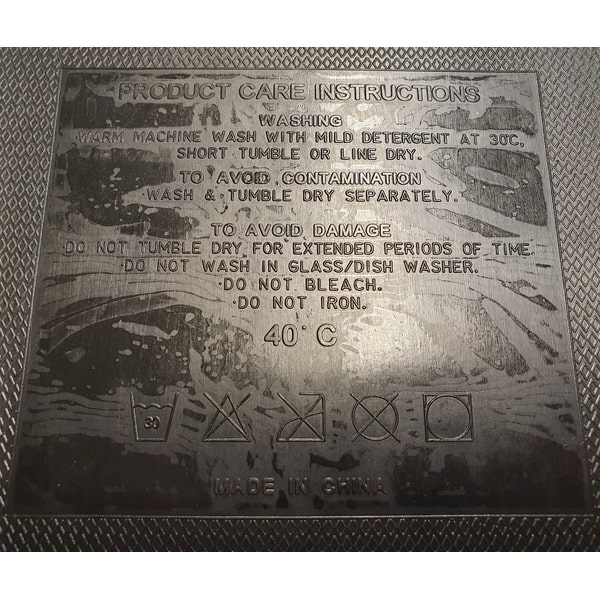 PRODUCT CARE INSTRUCTIONS
WASHING
WARM MACHINE WASH WITH MILD DETERGENT AT 30°C,
SHORT TUMBLE OR LINE DRY.
TO AVOID CONTAMINATION
·WASH & TUMBLE DRY SEPARATELY.
TO AVOID DAMAGE
·DO NOT TUMBLE DRY FOR EXTENDED PERIODS OF TIME.
·DO NOT WASH IN GLASS/DISH WASHER.
·DO NOT BLEACH.
·DO NOT IRON.
40°C
30
MADE IN CHINA